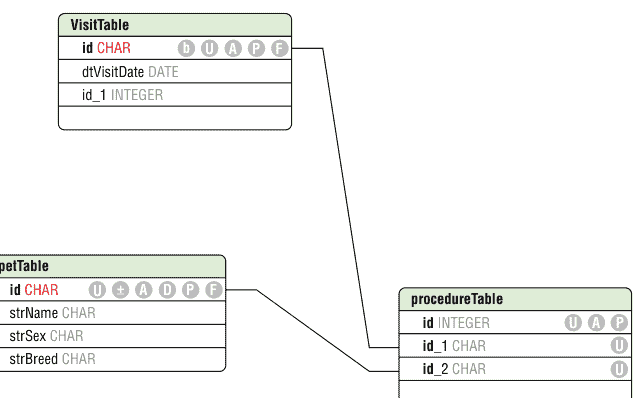 VisitTable
id CHAR b U A P F
dtVisitDate DATE
id_1 INTEGER
petTable
id CHAR U ± A D P F
strName CHAR
strSex CHAR
strBreed CHAR
procedureTable
id INTEGER U A P
id_1 CHAR U
id_2 CHAR U